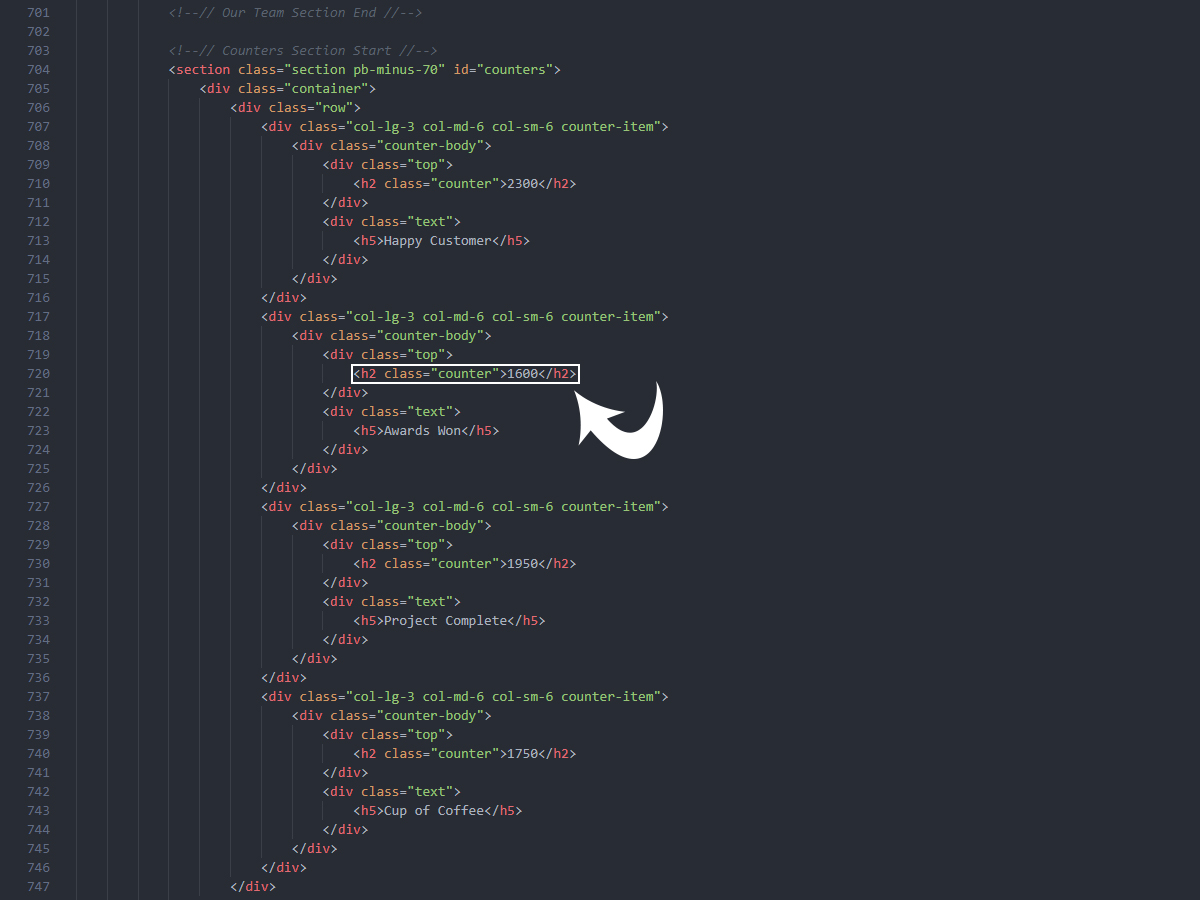 701 <!--// Our Team Section End //-->
702
703 <!--// Counters Section Start //-->
704 <section class="section pb-minus-70" id="counters">
705 <div class="container">
706 <div class="row">
707 <div class="col-lg-3 col-md-6 col-sm-6 counter-item">
708 <div class="counter-body">
709 <div class="top">
710 <h2 class="counter">2300</h2>
711 </div>
712 <div class="text">
713 <h5>Happy Customer</h5>
714 </div>
715 </div>
716 </div>
717 <div class="col-lg-3 col-md-6 col-sm-6 counter-item">
718 <div class="counter-body">
719 <div class="top">
720 <h2 class="counter">1600</h2>
721 </div>
722 <div class="text">
723 <h5>Awards Won</h5>
724 </div>
725 </div>
726 </div>
727 <div class="col-lg-3 col-md-6 col-sm-6 counter-item">
728 <div class="counter-body">
729 <div class="top">
730 <h2 class="counter">1950</h2>
731 </div>
732 <div class="text">
733 <h5>Project Complete</h5>
734 </div>
735 </div>
736 </div>
737 <div class="col-lg-3 col-md-6 col-sm-6 counter-item">
738 <div class="counter-body">
739 <div class="top">
740 <h2 class="counter">1750</h2>
741 </div>
742 <div class="text">
743 <h5>Cup of Coffee</h5>
744 </div>
745 </div>
746 </div>
747 </div>